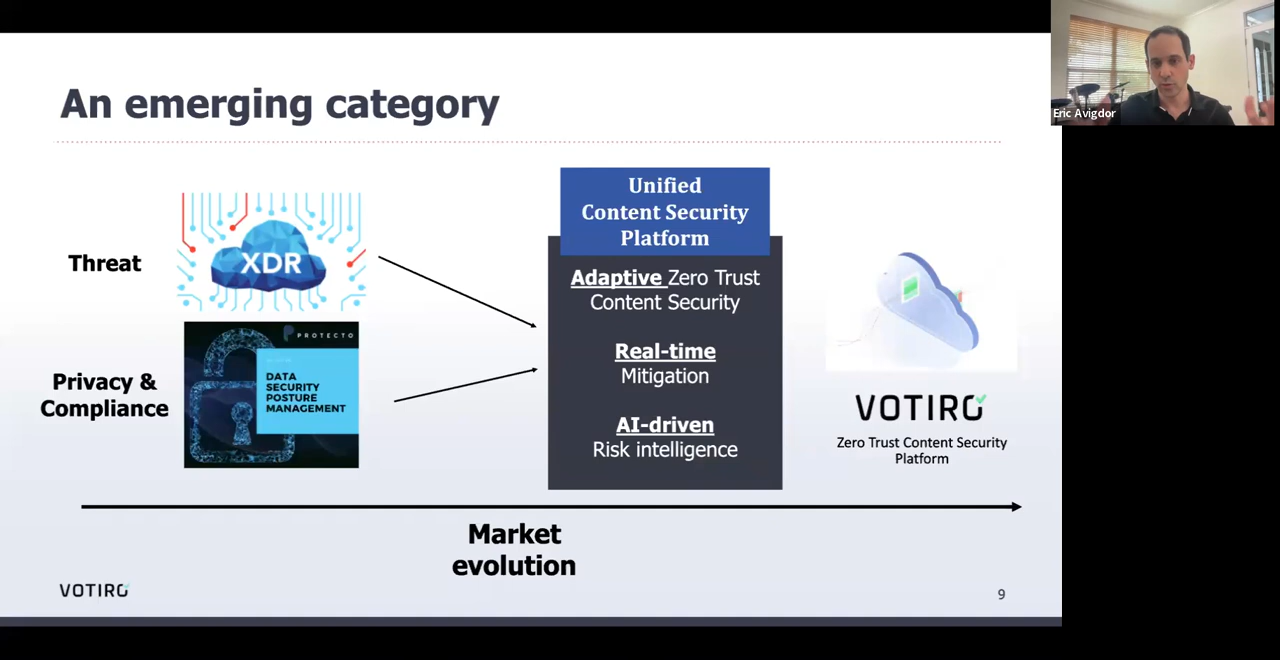 An emerging category
Eric Avigdor
Threat
XDR
Privacy &
Compliance
PROTECTO
DATA
SECURITY
POSTURE
MANAGEMENT
Unified
Content Security
Platform
Adaptive Zero Trust
Content Security
Real-time
Mitigation
AI-driven
Risk intelligence
VOTIRO
Zero Trust Content Security
Platform
Market
evolution
VOTIRO
9